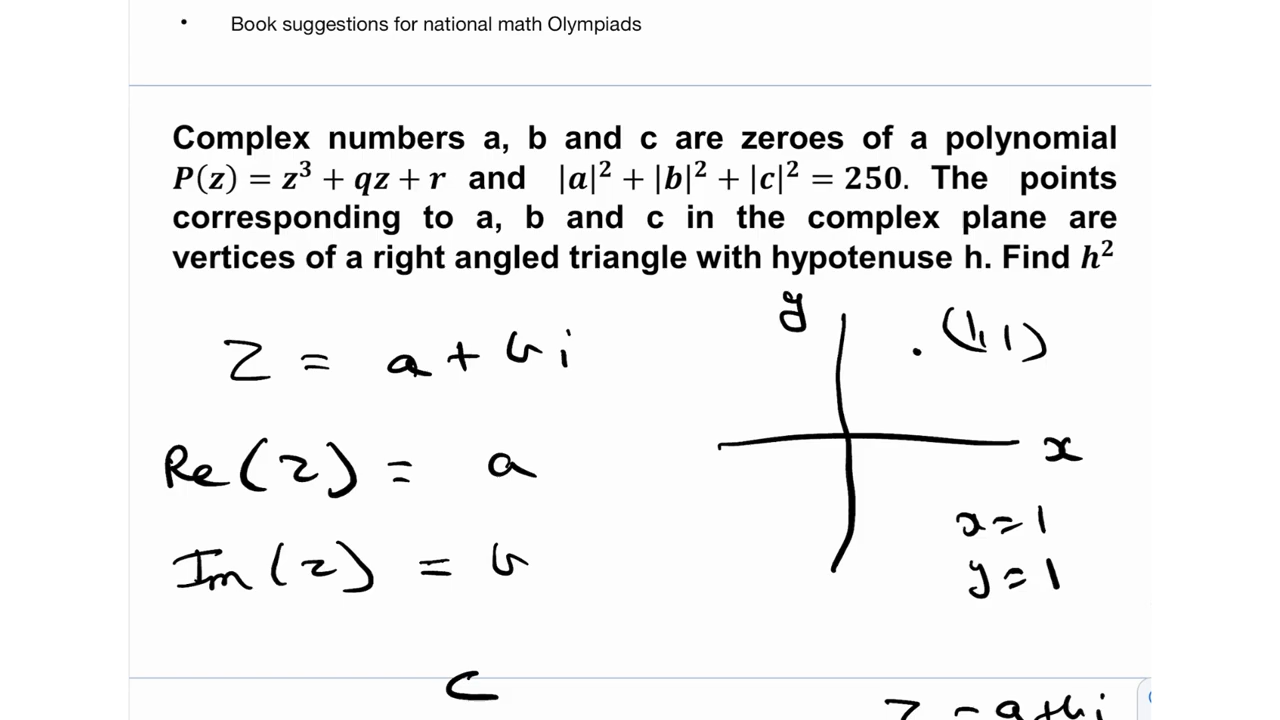 • Book suggestions for national math Olympiads
Complex numbers a, b and c are zeroes of a polynomial
P(z) = z³ + qz + r and |a|² + |b|² + |c|² = 250. The points
corresponding to a, b and c in the complex plane are
vertices of a right angled triangle with hypotenuse h. Find h²
y
. (1,1)
z = a + bi
Re(z) = a
x
x = 1
Im(z) = b
y = 1
c
z = a+bi